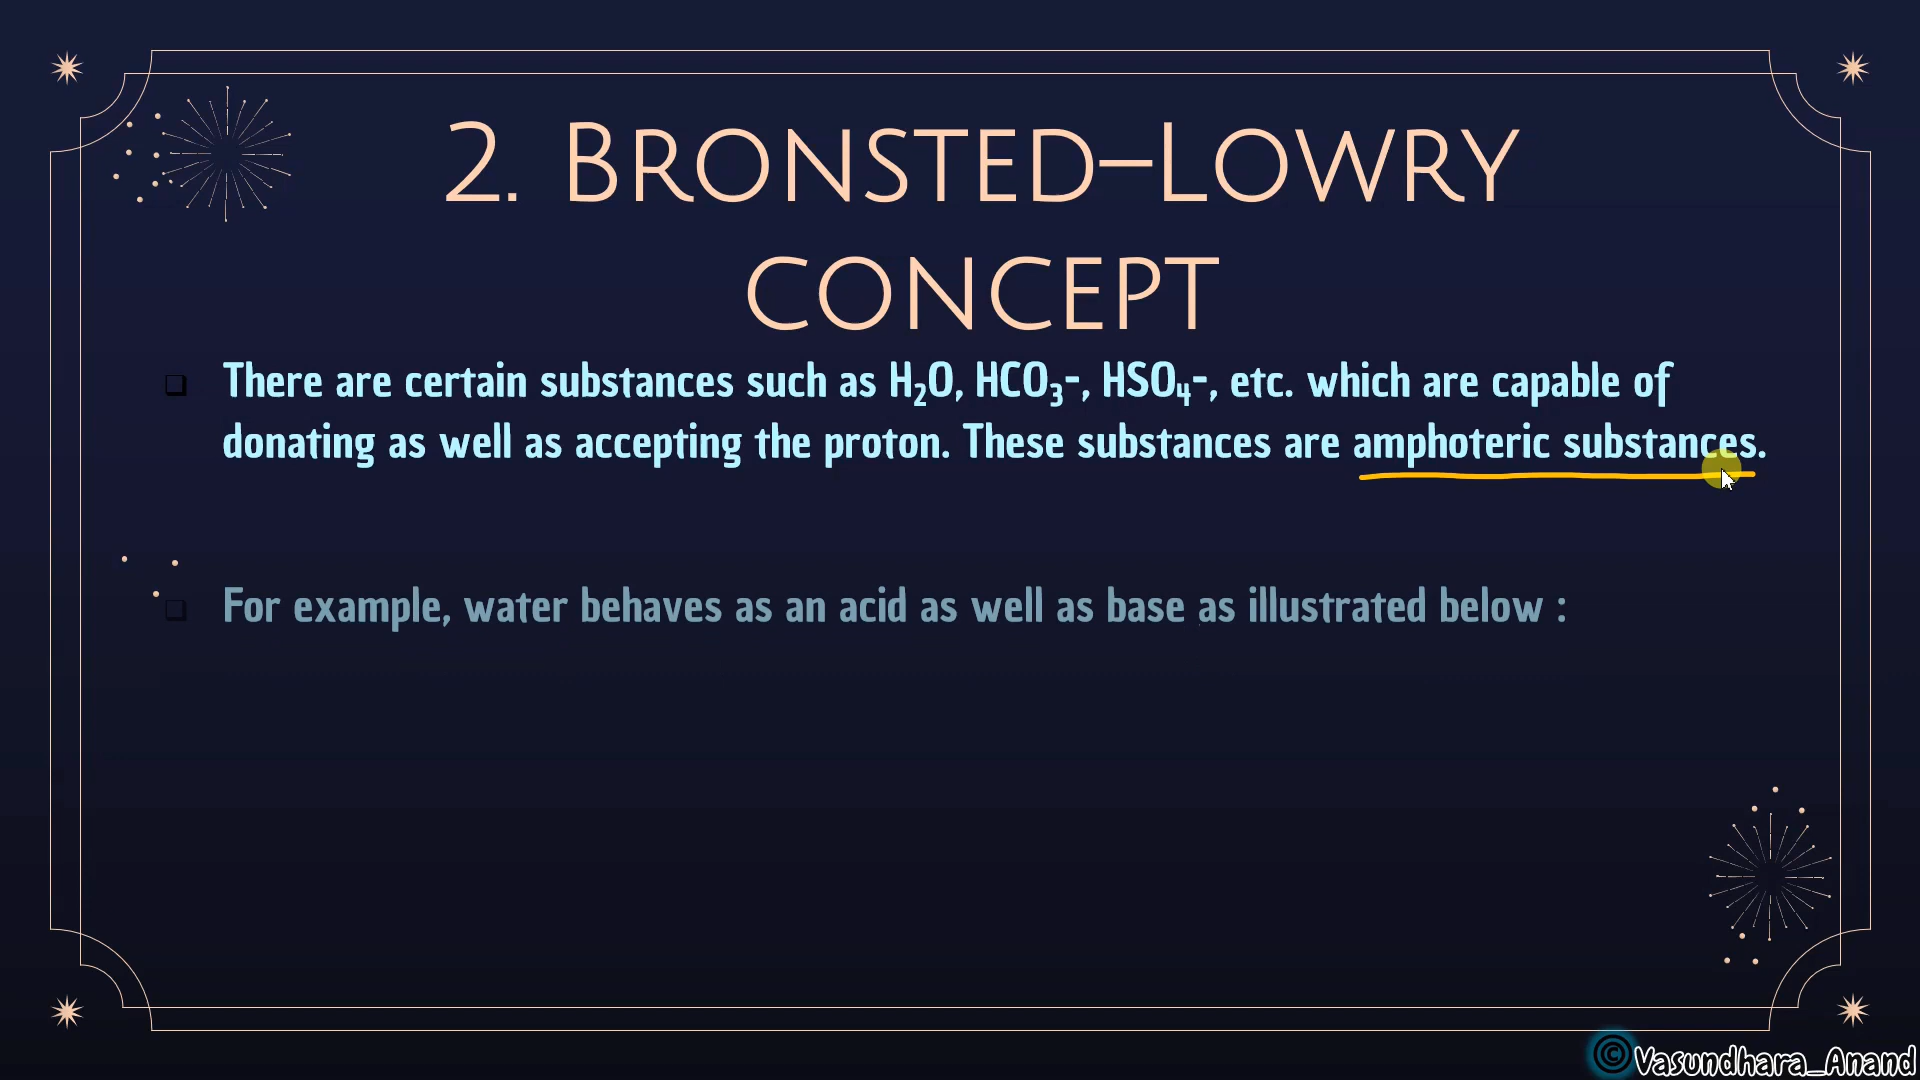 2. Bronsted–Lowry
concept
There are certain substances such as H₂O, HCO₃-, HSO₄-, etc. which are capable of
donating as well as accepting the proton. These substances are amphoteric substances.
For example, water behaves as an acid as well as base as illustrated below :
© Vasundhara_Anand